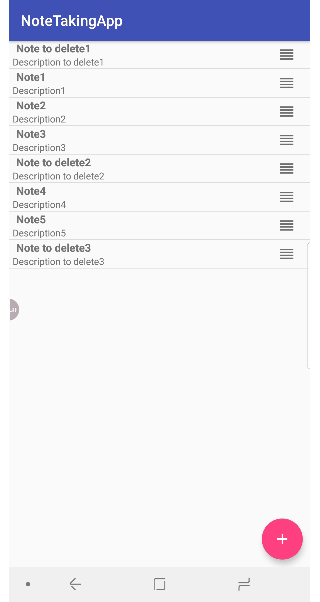 NoteTakingApp
Note to delete1
Description to delete1
Note1
Description1
Note2
Description2
Note3
Description3
Note to delete2
Description to delete2
Note4
Description4
Note5
Description5
Note to delete3
Description to delete3